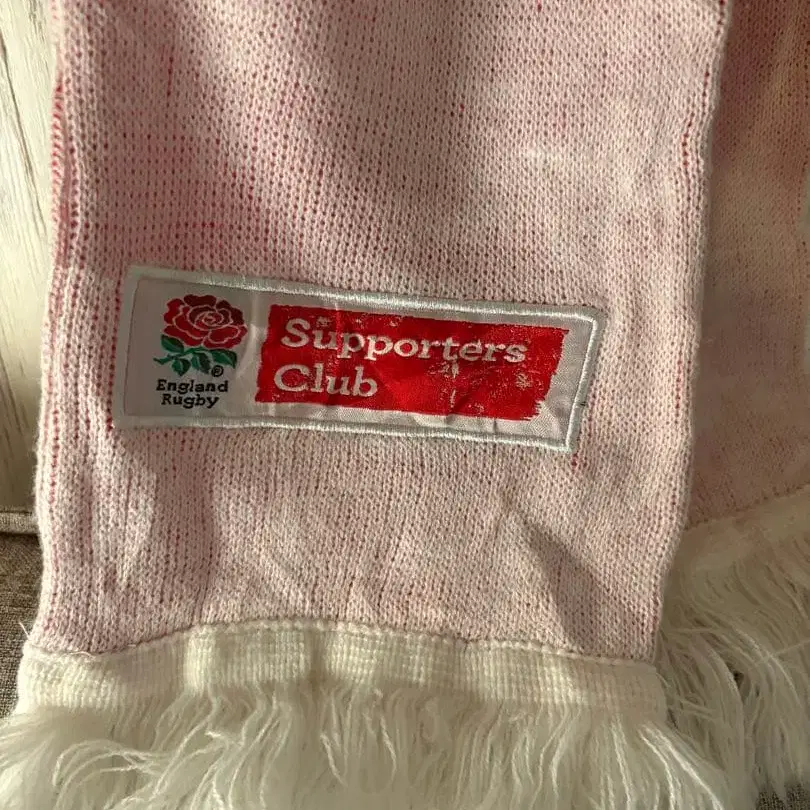 Supporters
Club
®
England
Rugby